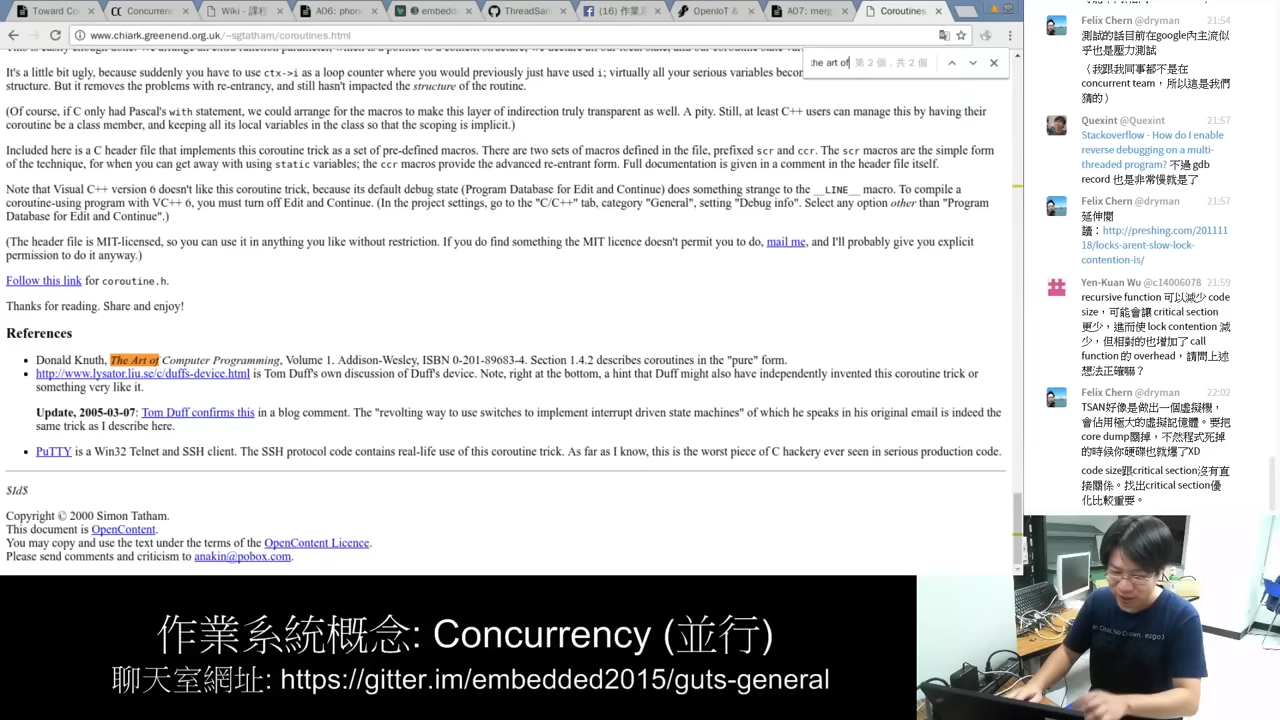 Toward Co
Concurren
Wiki - 課程
A06: phon
embedd
ThreadSan
(16) 作業系
OpenIoT &
A07: merg
Coroutines
www.chiark.greenend.org.uk/~sgtatham/coroutines.html
the art of 第 2 個，共 2 個
It's a little bit ugly, because suddenly you have to use ctx->i as a loop counter where you would previously just have used i; virtually all your serious variables become
structure. But it removes the problems with re-entrancy, and still hasn't impacted the structure of the routine.
(Of course, if C only had Pascal's with statement, we could arrange for the macros to make this layer of indirection truly transparent as well. A pity. Still, at least C++ users can manage this by having their
coroutine be a class member, and keeping all its local variables in the class so that the scoping is implicit.)
Included here is a C header file that implements this coroutine trick as a set of pre-defined macros. There are two sets of macros defined in the file, prefixed scr and ccr. The scr macros are the simple form
of the technique, for when you can get away with using static variables; the ccr macros provide the advanced re-entrant form. Full documentation is given in a comment in the header file itself.
Note that Visual C++ version 6 doesn't like this coroutine trick, because its default debug state (Program Database for Edit and Continue) does something strange to the __LINE__ macro. To compile a
coroutine-using program with VC++ 6, you must turn off Edit and Continue. (In the project settings, go to the "C/C++" tab, category "General", setting "Debug info". Select any option other than "Program
Database for Edit and Continue".)
(The header file is MIT-licensed, so you can use it in anything you like without restriction. If you do find something the MIT licence doesn't permit you to do, mail me, and I'll probably give you explicit
permission to do it anyway.)
Follow this link for coroutine.h.
Thanks for reading. Share and enjoy!
References
Donald Knuth, The Art of Computer Programming, Volume 1. Addison-Wesley, ISBN 0-201-89683-4. Section 1.4.2 describes coroutines in the "pure" form.
http://www.lysator.liu.se/c/duffs-device.html is Tom Duff's own discussion of Duff's device. Note, right at the bottom, a hint that Duff might also have independently invented this coroutine trick or
something very like it.
Update, 2005-03-07: Tom Duff confirms this in a blog comment. The "revolting way to use switches to implement interrupt driven state machines" of which he speaks in his original email is indeed the
same trick as I describe here.
PuTTY is a Win32 Telnet and SSH client. The SSH protocol code contains real-life use of this coroutine trick. As far as I know, this is the worst piece of C hackery ever seen in serious production code.
$Id$
Copyright © 2000 Simon Tatham.
This document is OpenContent.
You may copy and use the text under the terms of the OpenContent Licence.
Please send comments and criticism to anakin@pobox.com.
Felix Chern @dryman 21:54
測試的話目前在google內主流似
乎也是壓力測試
（我跟我同事都不是在
concurrent team，所以這是我們
猜的）
Quexint @Quexint 21:57
Stackoverflow - How do I enable
reverse debugging on a multi-
threaded program? 不過 gdb
record 也是非常慢就是了
Felix Chern @dryman 21:57
延伸閱
讀：http://preshing.com/201111
18/locks-arent-slow-lock-
contention-is/
Yen-Kuan Wu @c14006078 21:59
recursive function 可以減少 code
size，可能會讓 critical section
更少，進而使 lock contention 減
少，但相對的也增加了 call
function 的 overhead，請問上述
想法正確嘛？
Felix Chern @dryman 22:02
TSAN好像是做出一個虛擬機，
會佔用極大的虛擬記憶體。要把
core dump關掉，不然程式死掉
的時候你硬碟也就爆了XD
code size跟critical section沒有直
接關係。找出critical section優
化比較重要。
作業系統概念: Concurrency (並行)
聊天室網址: https://gitter.im/embedded2015/guts-general